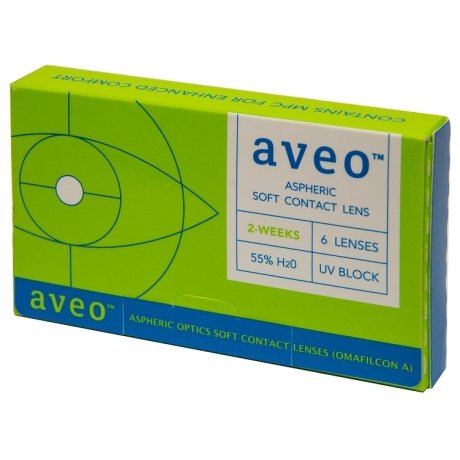 CONTAINS MPC FOR ENHANCED COMFORT
aveo™
ASPHERIC
SOFT CONTACT LENS
2-WEEKS
6 LENSES
55% H20
UV BLOCK
aveo™
ASPHERIC OPTICS SOFT CONTACT LENSES (OMAFILCON A)